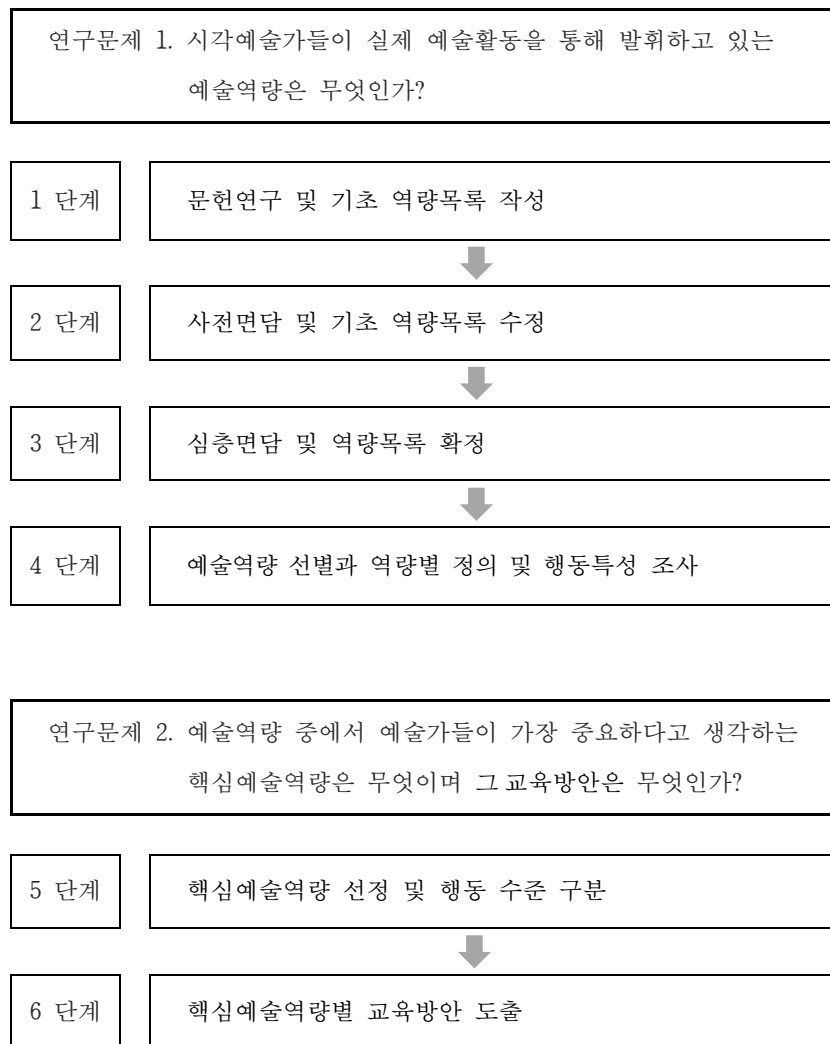 연구문제 1. 시각예술가들이 실제 예술활동을 통해 발휘하고 있는
예술역량은 무엇인가?
1 단계 문헌연구 및 기초 역량목록 작성
2 단계 사전면담 및 기초 역량목록 수정
3 단계 심층면담 및 역량목록 확정
4 단계 예술역량 선별과 역량별 정의 및 행동특성 조사
연구문제 2. 예술역량 중에서 예술가들이 가장 중요하다고 생각하는
핵심예술역량은 무엇이며 그 교육방안은 무엇인가?
5 단계 핵심예술역량 선정 및 행동 수준 구분
6 단계 핵심예술역량별 교육방안 도출